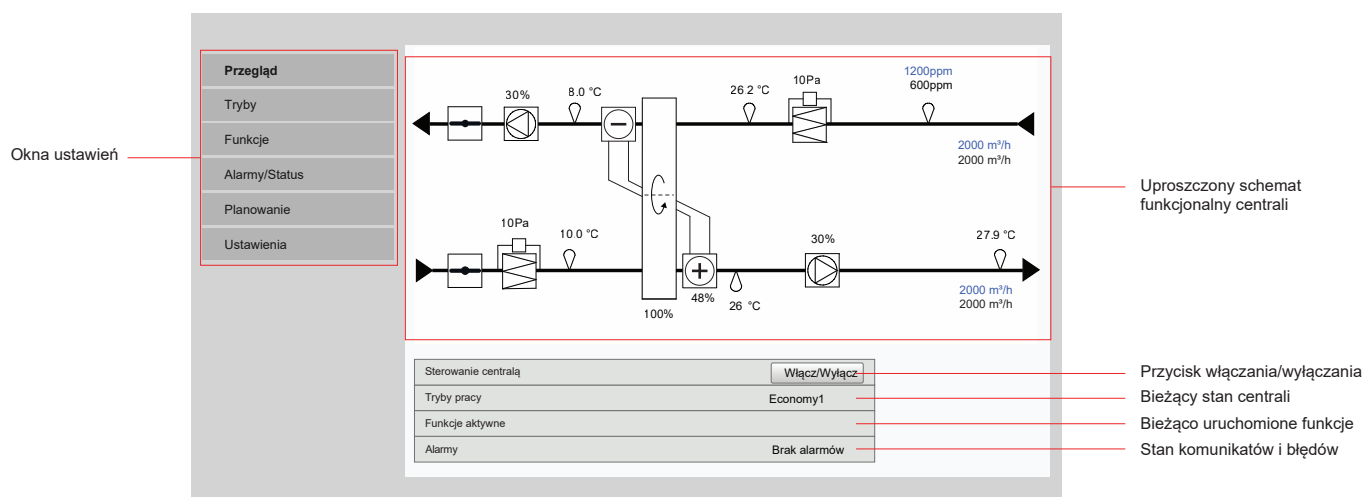 Okna ustawień
Przegląd
Tryby
Funkcje
Alarmy/Status
Planowanie
Ustawienia
30%
8.0 °C
26.2 °C
10Pa
1200ppm
600ppm
2000 m³/h
2000 m³/h
10Pa
10.0 °C
100%
48%
26 °C
30%
27.9 °C
2000 m³/h
2000 m³/h
Uproszczony schemat
funkcjonalny centrali
Sterowanie centralą
Włącz/Wyłącz
Przycisk włączania/wyłączania
Tryby pracy
Economy1
Bieżący stan centrali
Funkcje aktywne
Bieżąco uruchomione funkcje
Alarmy
Brak alarmów
Stan komunikatów i błędów